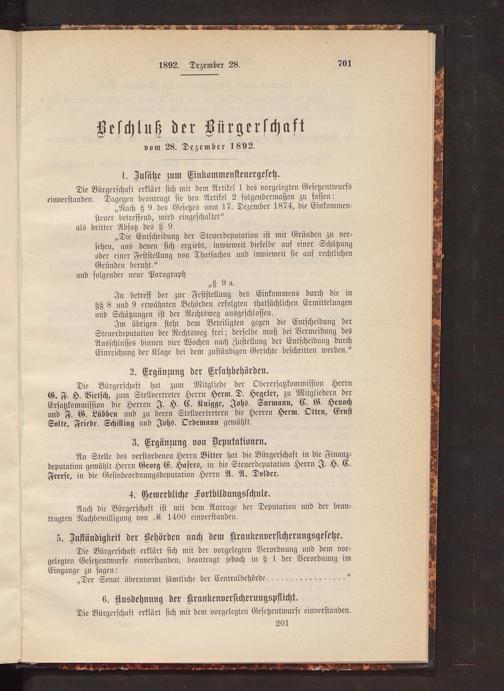 1892. Dezember 28.
701
Beschluß der Bürgerschaft
vom 28. Dezember 1892.
1. Zusätze zum Einkommensteuergesetz.
Die Bürgerschaft erklärt sich mit dem Artikel 1 des vorgelegten Gesetzentwurfs
einverstanden. Dagegen beantragt sie den Artikel 2 folgendermaßen zu fassen:
„Nach § 9 des Gesetzes vom 17. Dezember 1874, die Einkommen-
steuer betreffend, wird eingeschaltet“
als dritter Absatz des § 9.
„Die Entscheidung der Steuerdeputation ist mit Gründen zu ver-
sehen, aus denen sich ergiebt, inwieweit dieselbe auf einer Schätzung
oder einer Feststellung von Thatsachen und inwieweit sie auf rechtlichen
Gründen beruht.“
und folgender neue Paragraph
„§ 9 a.
In betreff der zur Feststellung des Einkommens durch die in
§§ 8 und 9 erwähnten Behörden erfolgten thatsächlichen Ermittelungen
und Schätzungen ist der Rechtsweg ausgeschlossen.
Im übrigen steht dem Beteiligten gegen die Entscheidung der
Steuerdeputation der Rechtsweg frei; derselbe muß bei Vermeidung des
Ausschlusses binnen vier Wochen nach Zustellung der Entscheidung durch
Einreichung der Klage bei dem zuständigen Gerichte beschritten werden.“
2. Ergänzung der Ersatzbehörden.
Die Bürgerschaft hat zum Mitgliede der Oberersatzkommission Herrn
G. F. H. Bietsch, zum Stellvertreter Herrn Herm. D. Hegeler, zu Mitgliedern der
Ersatzkommission die Herren J. H. C. Knigge, Johs. Surmann, C. G. Henoch
und F. G. Lübben und zu deren Stellvertretern die Herren Herm. Otten, Ernst
Solte, Friedr. Schilling und Johs. Ordemann gewählt.
3. Ergänzung von Deputationen.
An Stelle des verstorbenen Herrn Bitter hat die Bürgerschaft in die Finanz-
deputation gewählt Herrn Georg C. Hafers, in die Steuerdeputation Herrn J. H. C.
Freese, in die Gesindeordnungsdeputation Herrn A. A. Dolder.
4. Gewerbliche Fortbildungsschule.
Auch die Bürgerschaft ist mit dem Antrage der Deputation und der bean-
tragten Nachbewilligung von ℳ 1400 einverstanden.
5. Zuständigkeit der Behörden nach dem Krankenversicherungsgesetze.
Die Bürgerschaft erklärt sich mit der vorgelegten Verordnung und dem vor-
gelegten Gesetzentwurfe einverstanden, beantragt jedoch in § 1 der Verordnung im
Eingange zu sagen:
„Der Senat übernimmt sämtliche der Centralbehörde................“
6. Ausdehnung der Krankenversicherungspflicht.
Die Bürgerschaft erklärt sich mit dem vorgelegten Gesetzentwurfe einverstanden.
201